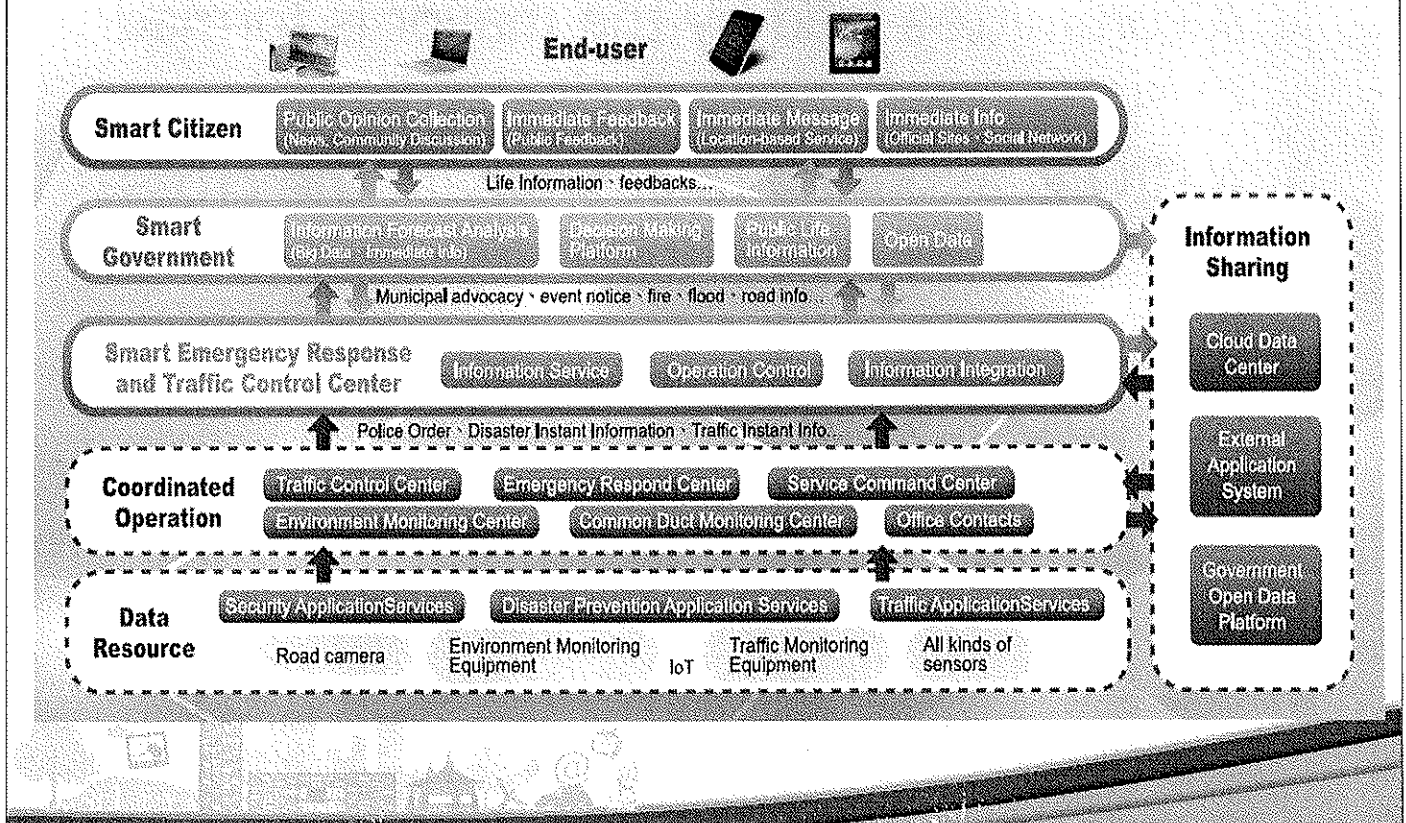 End-user
Smart Citizen
Public Opinion Collection
(News, Community Discussion)
Immediate Feedback
(Public Feedback)
Immediate Message
(Location-based Service)
Immediate Info
(Official Sites、Social Network)
Life Information、feedbacks...
Smart
Government
Information Forecast Analysis
(Big Data、Immediate Info)
Decision Making
Platform
Public Life
Information
Open Data
Municipal advocacy、event notice、fire、flood、road info...
Smart Emergency Response
and Traffic Control Center
Information Service
Operation Control
Information Integration
Police Order、Disaster Instant Information、Traffic Instant Info...
Coordinated
Operation
Traffic Control Center
Emergency Respond Center
Service Command Center
Environment Monitoring Center
Common Duct Monitoring Center
Office Contacts
Data
Resource
Security ApplicationServices
Disaster Prevention Application Services
Traffic ApplicationServices
Road camera
Environment Monitoring
Equipment
IoT
Traffic Monitoring
Equipment
All kinds of
sensors
Information
Sharing
Cloud Data
Center
External
Application
System
Government
Open Data
Platform